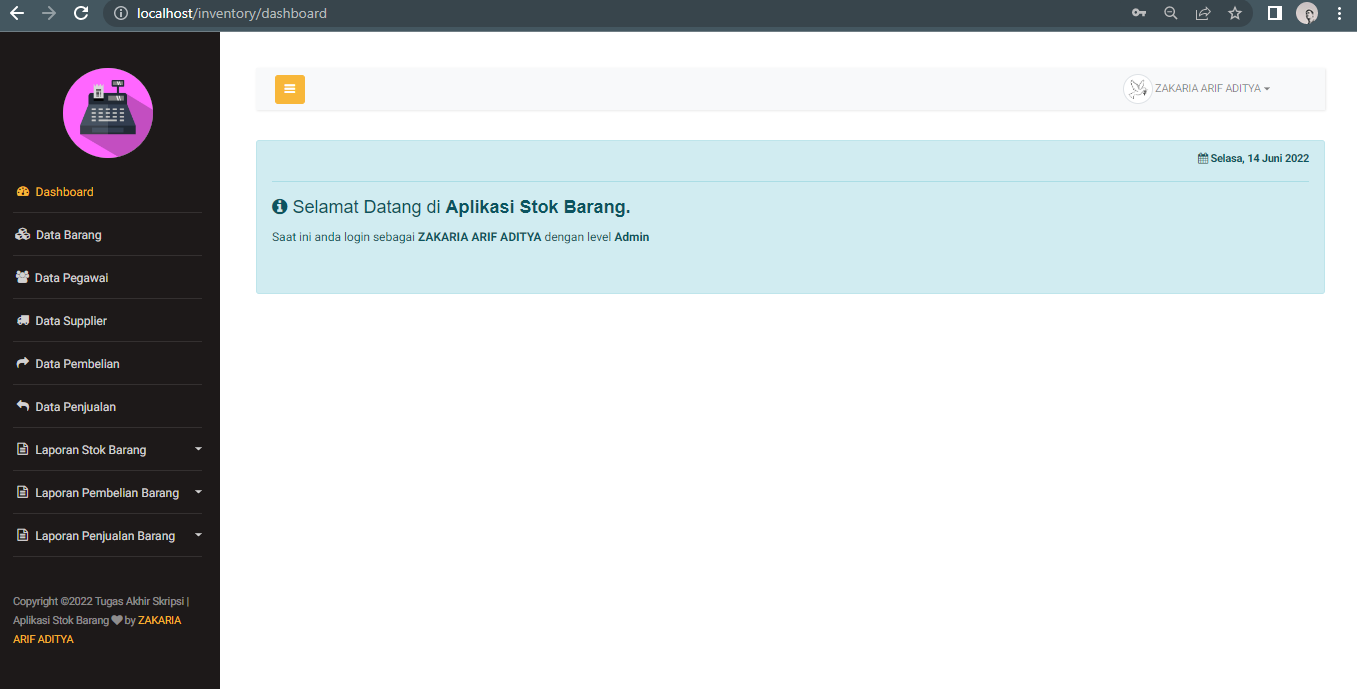 localhost/inventory/dashboard
ZAKARIA ARIF ADITYA
Selasa, 14 Juni 2022
Selamat Datang di Aplikasi Stok Barang.
Saat ini anda login sebagai ZAKARIA ARIF ADITYA dengan level Admin
Dashboard
Data Barang
Data Pegawai
Data Supplier
Data Pembelian
Data Penjualan
Laporan Stok Barang
Laporan Pembelian Barang
Laporan Penjualan Barang
Copyright ©2022 Tugas Akhir Skripsi |
Aplikasi Stok Barang by ZAKARIA
ARIF ADITYA